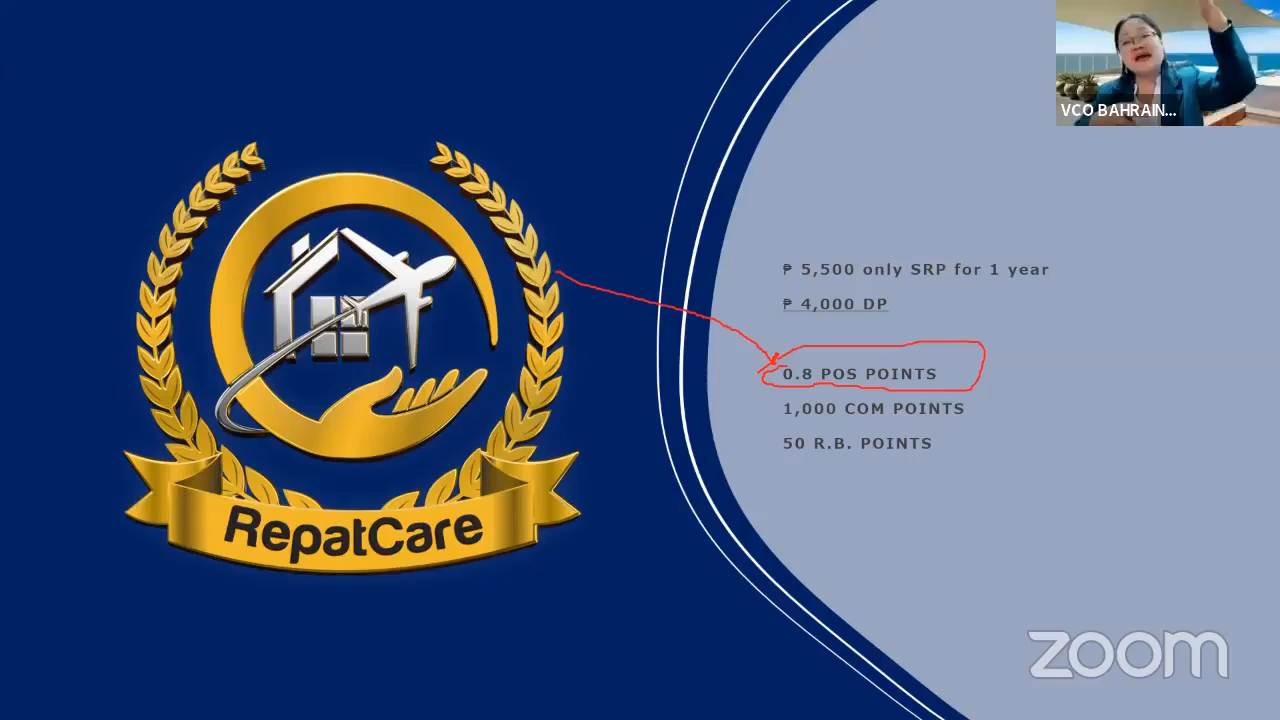 VCO BAHRAIN...
₱ 5,500 only SRP for 1 year
₱ 4,000 DP
0.8 POS POINTS
1,000 COM POINTS
50 R.B. POINTS
RepatCare
zoom